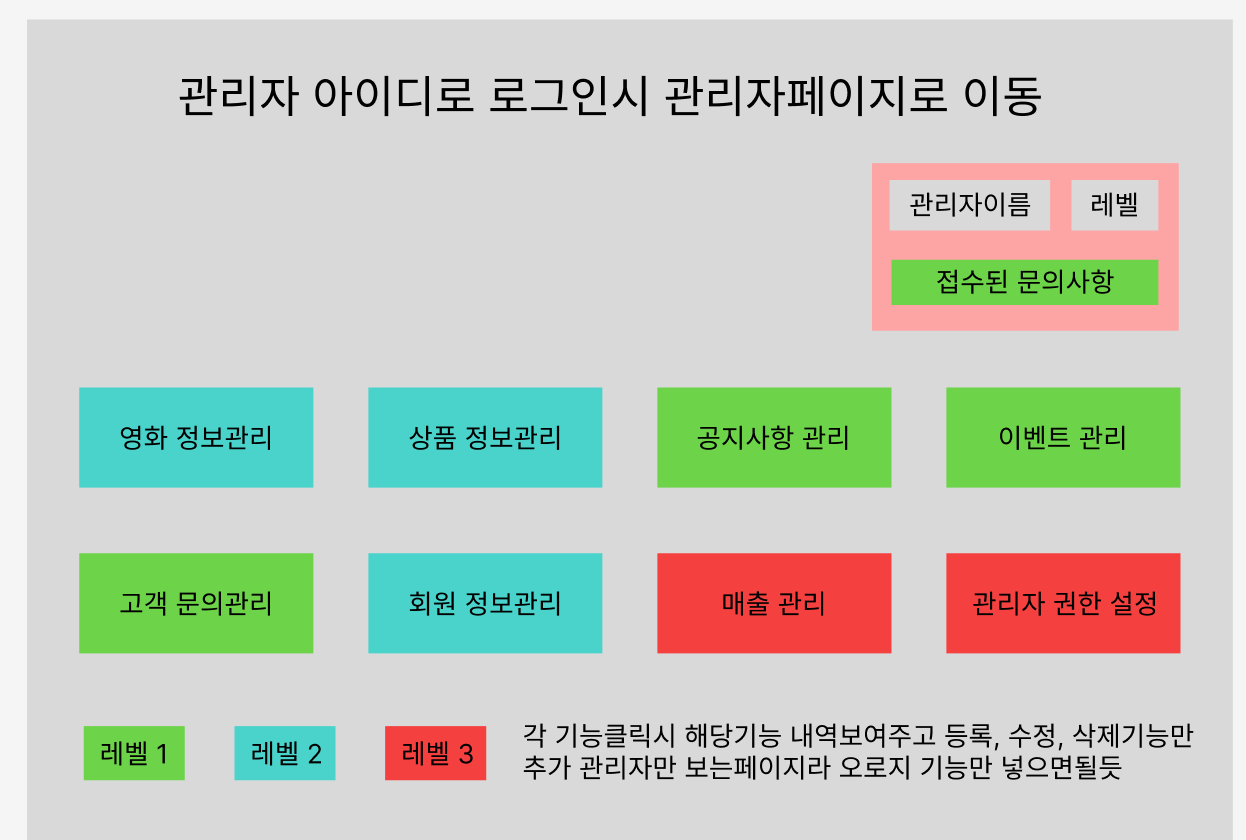 관리자 아이디로 로그인시 관리자페이지로 이동
관리자이름
레벨
접수된 문의사항
영화 정보관리
상품 정보관리
공지사항 관리
이벤트 관리
고객 문의관리
회원 정보관리
매출 관리
관리자 권한 설정
레벨 1
레벨 2
레벨 3
각 기능클릭시 해당기능 내역보여주고 등록, 수정, 삭제기능만
추가 관리자만 보는페이지라 오로지 기능만 넣으면될듯